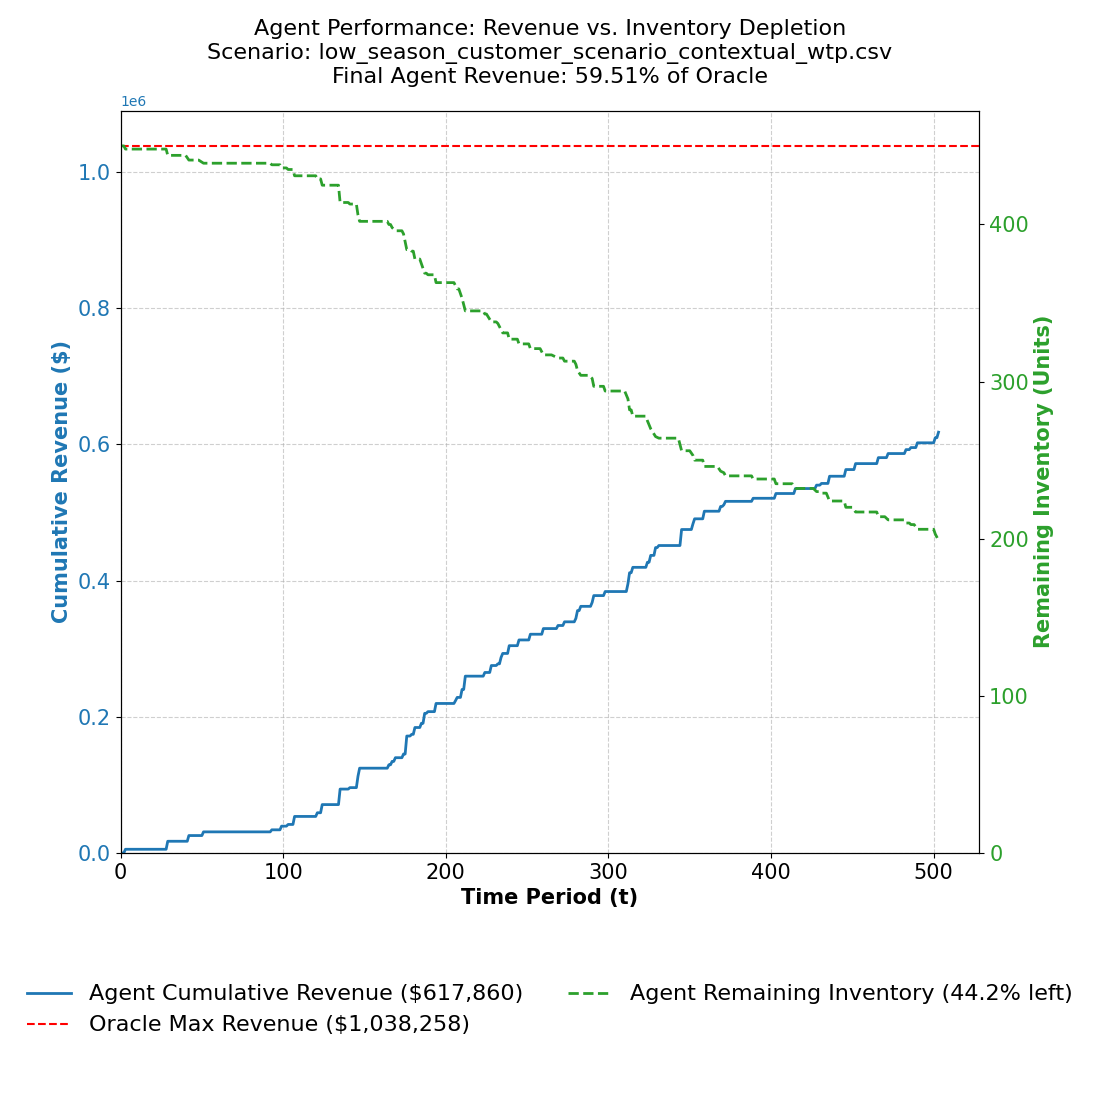 Agent Performance: Revenue vs. Inventory Depletion
Scenario: low_season_customer_scenario_contextual_wtp.csv
Final Agent Revenue: 59.51% of Oracle
1e6
1.0
0.8
0.6
0.4
0.2
0.0
Cumulative Revenue ($)
400
300
200
100
0
Remaining Inventory (Units)
0
100
200
300
400
500
Time Period (t)
Agent Cumulative Revenue ($617,860)
Oracle Max Revenue ($1,038,258)
Agent Remaining Inventory (44.2% left)